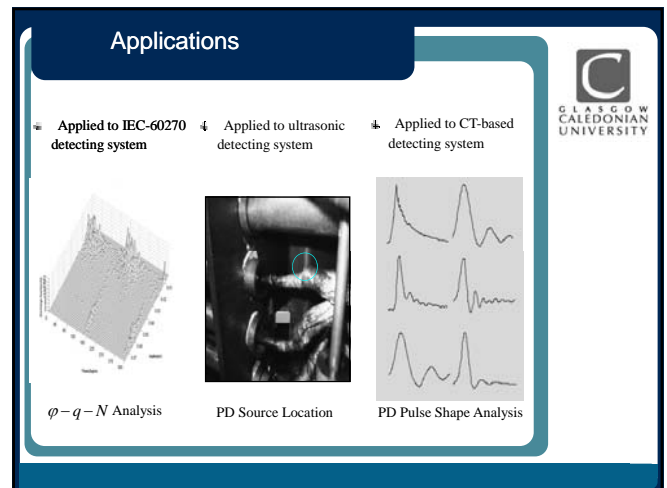 Applications
C
GLASGOW
CALEDONIAN
UNIVERSITY
Applied to IEC-60270
detecting system
Applied to ultrasonic
detecting system
Applied to CT-based
detecting system
φ − q − N Analysis
PD Source Location
PD Pulse Shape Analysis